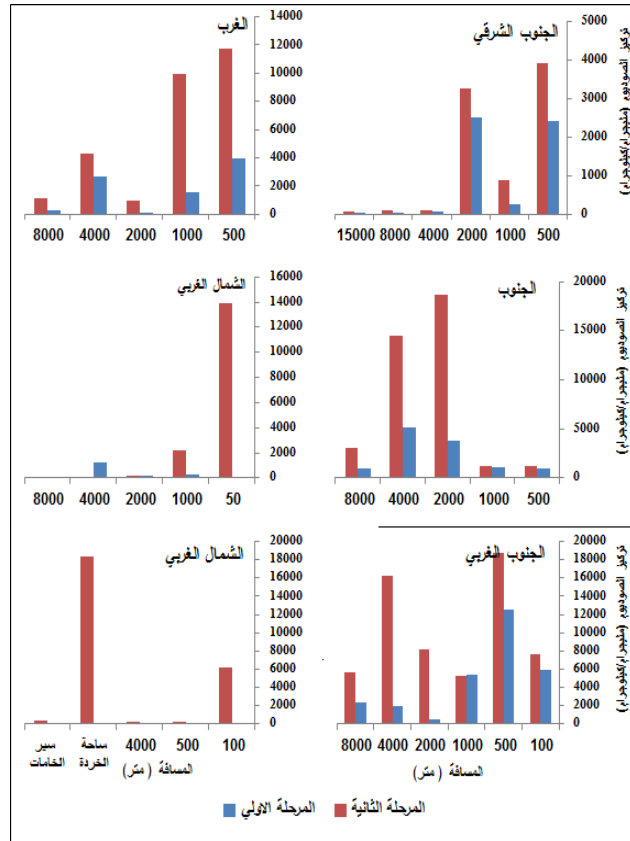 الجنوب الشرقي
تركيز الصوديوم (مليجرام/كيلوجرام)
5000
4000
3000
2000
1000
0
15000 8000 4000 2000 1000 500
الغرب
14000
12000
10000
8000
6000
4000
2000
0
8000 4000 2000 1000 500
الجنوب
تركيز الصوديوم (مليجرام/كيلوجرام)
20000
15000
10000
5000
0
8000 4000 2000 1000 500
الشمال الغربي
16000
14000
12000
10000
8000
6000
4000
2000
0
8000 4000 2000 1000 50
الجنوب الغربي
تركيز الصوديوم (مليجرام/كيلوجرام)
20000
18000
16000
14000
12000
10000
8000
6000
4000
2000
0
8000 4000 2000 1000 500 100
المسافة ( متر)
الشمال الغربي
20000
18000
16000
14000
12000
10000
8000
6000
4000
2000
0
سير الخامات
ساحة الخردة
4000 500 100
المسافة ( متر)
المرحلة الاولي
المرحلة الثانية